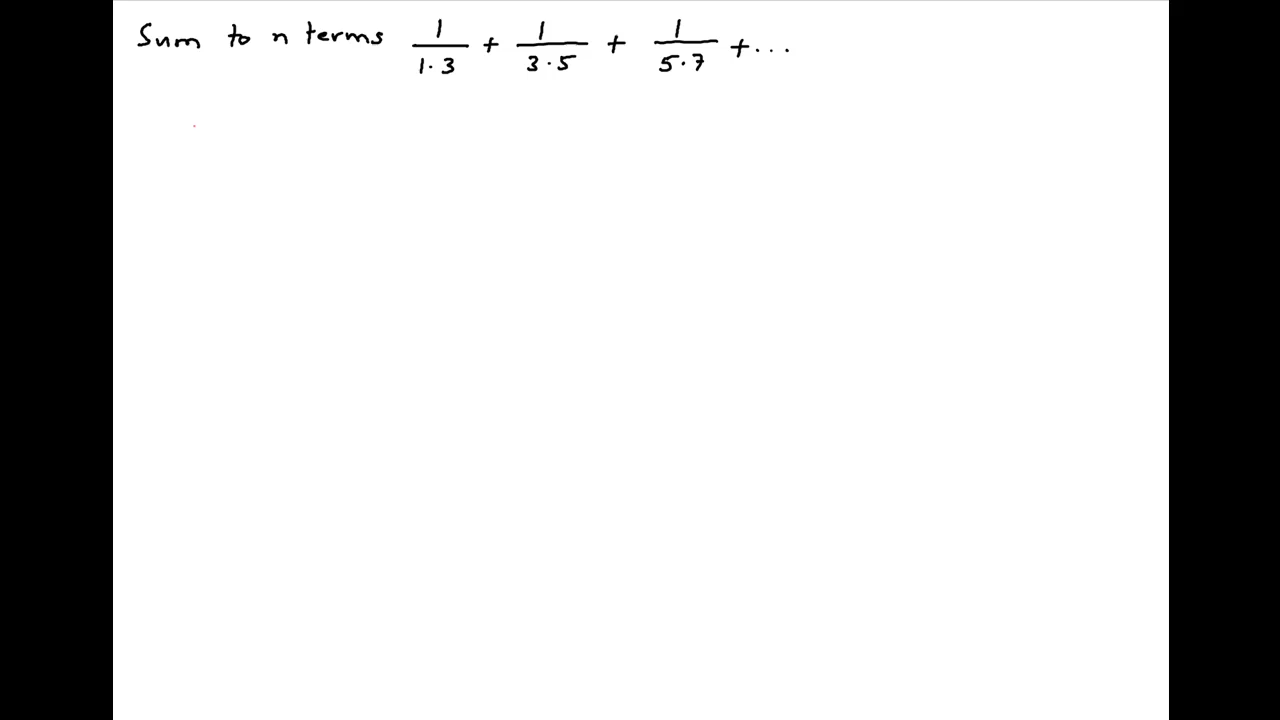 Sum to n terms 1/(1·3) + 1/(3·5) + 1/(5·7) + ...